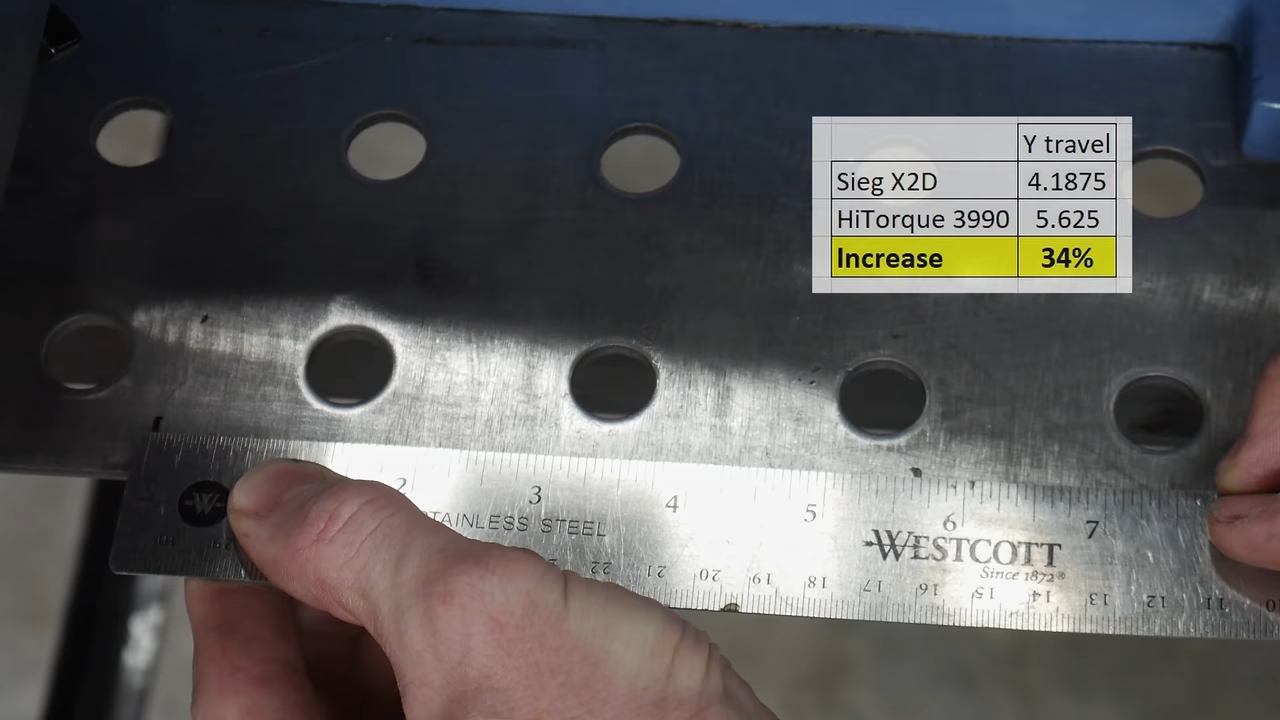 Y travel
Sieg X2D 4.1875
HiTorque 3990 5.625
Increase 34%
W
2 3 4 5 6 7
STAINLESS STEEL
WESTCOTT
Since 1872®
22 21 20 19 18 17 16 15 14 13 12 11